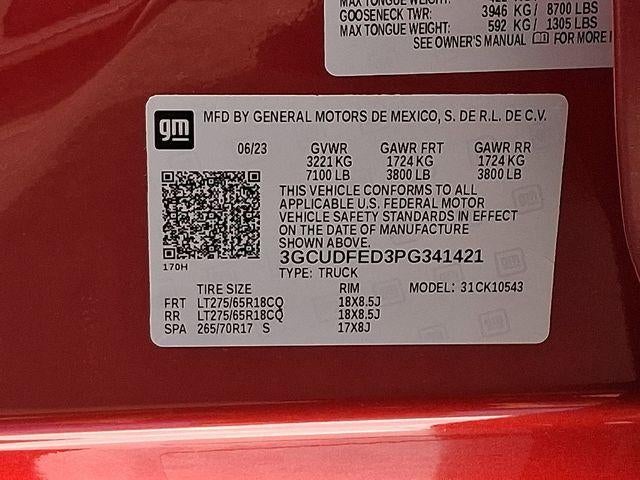 MAX TONGUE WEIGHT:
GOOSENECK TWR: 3946 KG/ 8700 LBS
MAX TONGUE WEIGHT: 592 KG/ 1305 LBS
SEE OWNER'S MANUAL FOR MORE
gm
MFD BY GENERAL MOTORS DE MEXICO, S. DE R.L. DE C.V.
06/23 GVWR GAWR FRT GAWR RR
3221 KG 1724 KG 1724 KG
7100 LB 3800 LB 3800 LB
THIS VEHICLE CONFORMS TO ALL
APPLICABLE U.S. FEDERAL MOTOR
VEHICLE SAFETY STANDARDS IN EFFECT
ON THE DATE OF MANUFACTURE
SHOWN ABOVE.
170H
3GCUDFED3PG341421
TYPE: TRUCK
TIRE SIZE RIM MODEL: 31CK10543
FRT LT275/65R18CQ 18X8.5J
RR LT275/65R18CQ 18X8.5J
SPA 265/70R17 S 17X8J